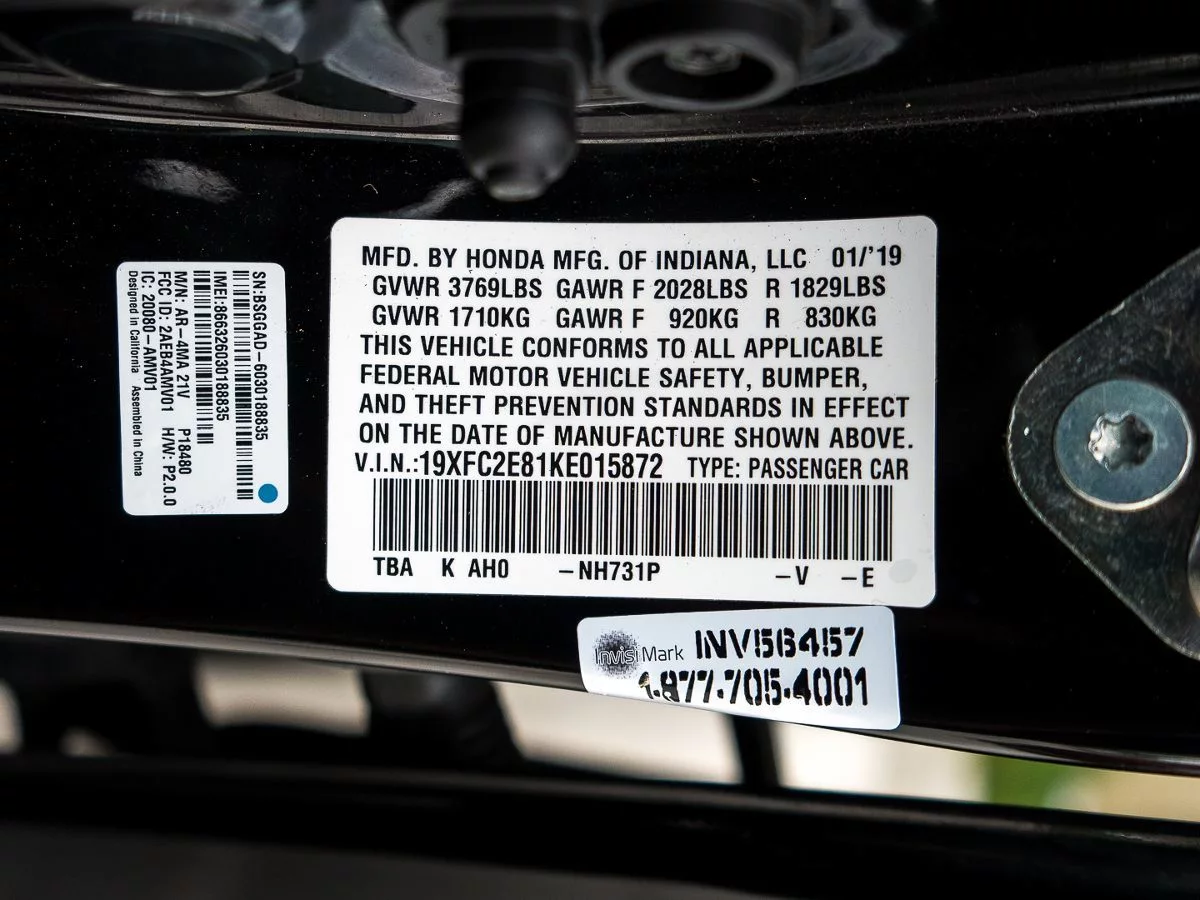 MFD. BY HONDA MFG. OF INDIANA, LLC 01/'19
GVWR 3769LBS GAWR F 2028LBS R 1829LBS
GVWR 1710KG GAWR F 920KG R 830KG
THIS VEHICLE CONFORMS TO ALL APPLICABLE
FEDERAL MOTOR VEHICLE SAFETY, BUMPER,
AND THEFT PREVENTION STANDARDS IN EFFECT
ON THE DATE OF MANUFACTURE SHOWN ABOVE.
V.I.N.:19XFC2E81KE015872 TYPE: PASSENGER CAR
TBA K AH0 –NH731P –V –E
SN:BSGGAD–6030188835
IMEI:866326030188835
M/N: AR–4MA 21V P18480
FCC ID: 2AEB4AMV01 H/W: P2.0.0
IC: 20080–AMV01
Designed in California Assembled in China
InvisiMark INV56457
1-877-705-4001